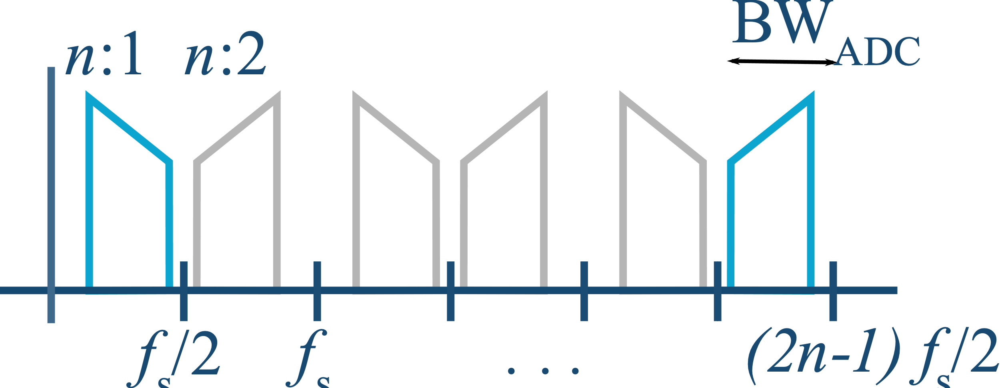 BW_ADC
n:1 n:2
f_s/2 f_s . . . (2n-1) f_s/2